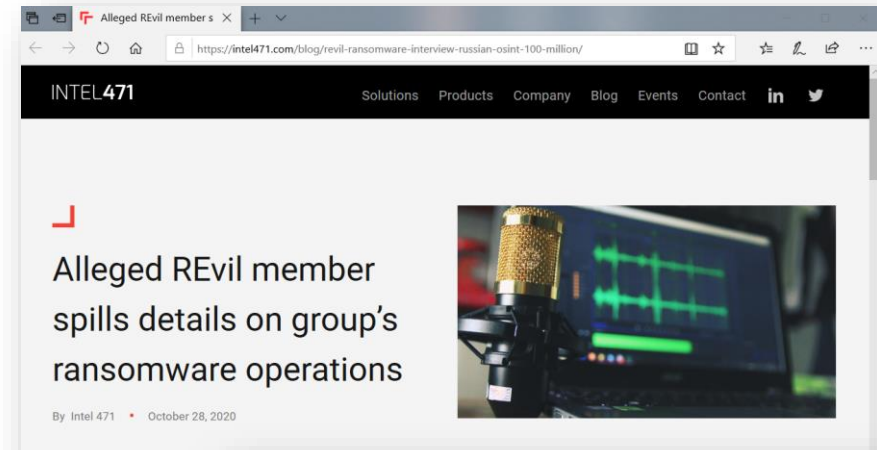 Alleged REvil member s
https://intel471.com/blog/revil-ransomware-interview-russian-osint-100-million/
INTEL471
Solutions Products Company Blog Events Contact in
Alleged REvil member
spills details on group's
ransomware operations
By Intel 471 • October 28, 2020